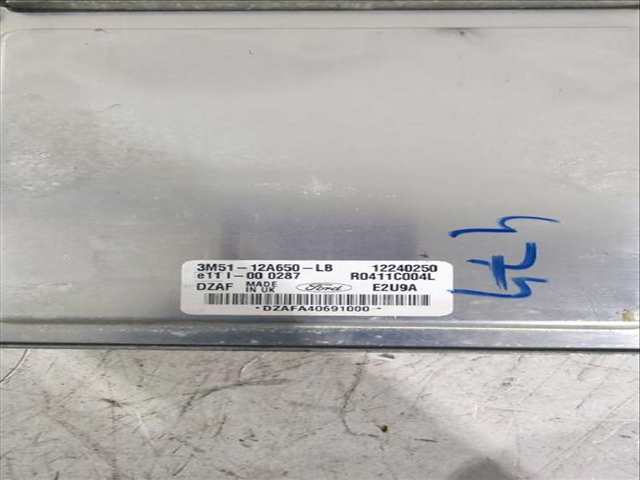 3M51-12A650-LB 12240250
e11 I-00 0287 R0411C004L
DZAF MADE IN UK Ford E2U9A
-DZAFA40691000-